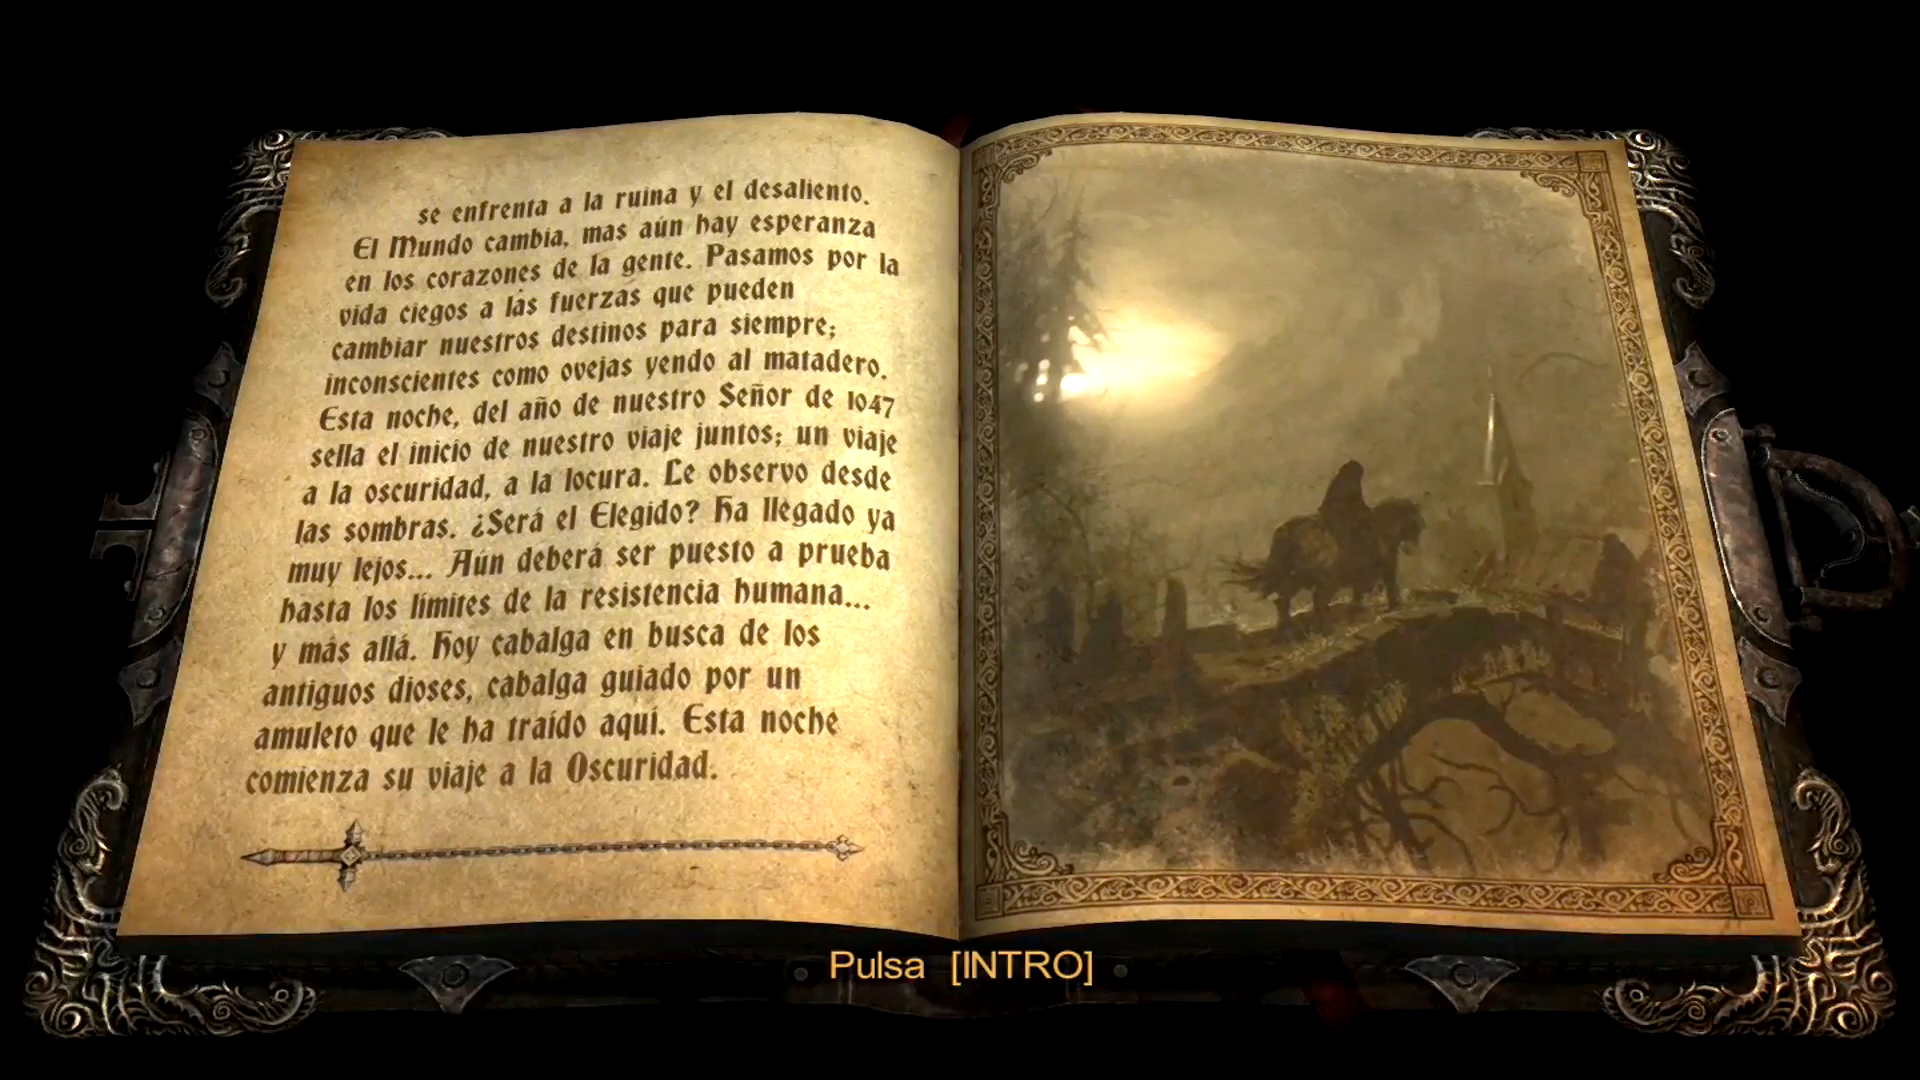 se enfrenta a la ruina y el desaliento.
El Mundo cambia, mas aún hay esperanza
en los corazones de la gente. Pasamos por la
vida ciegos a las fuerzas que pueden
cambiar nuestros destinos para siempre;
inconscientes como ovejas yendo al matadero.
Esta noche, del año de nuestro Señor de 1047
sella el inicio de nuestro viaje juntos; un viaje
a la oscuridad, a la locura. Le observo desde
las sombras. ¿Será el Elegido? Ha llegado ya
muy lejos... Aún deberá ser puesto a prueba
hasta los límites de la resistencia humana...
y más allá. Hoy cabalga en busca de los
antiguos dioses, cabalga guiado por un
amuleto que le ha traído aquí. Esta noche
comienza su viaje a la Oscuridad.
Pulsa [INTRO]